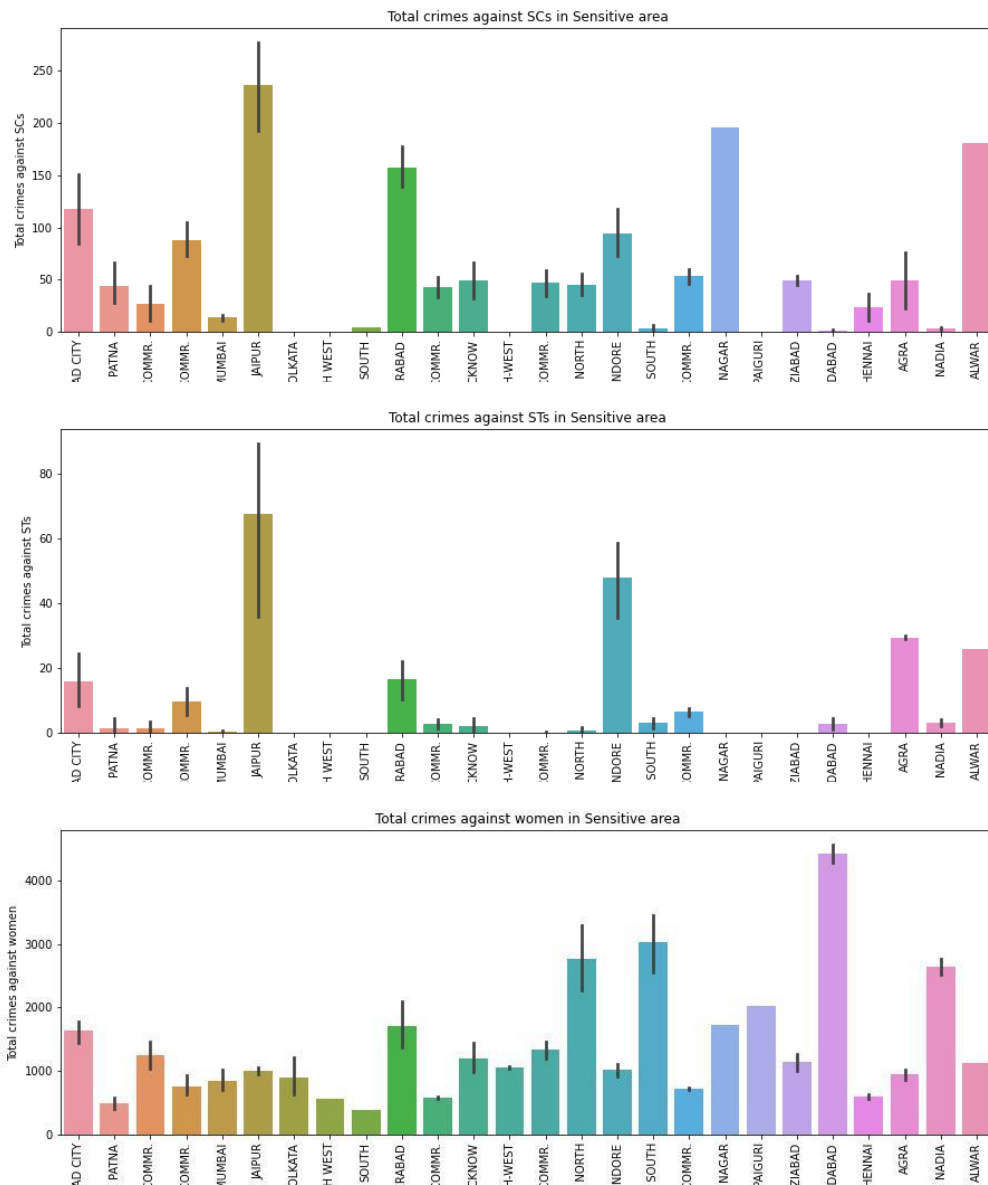 Total crimes against SCs in Sensitive area
Total crimes against SCs
250
200
150
100
50
0
AD CITY
PATNA
COMMR.
COMMR.
MUMBAI
JAIPUR
OLKATA
H WEST
SOUTH
RABAD
COMMR.
CKNOW
H-WEST
COMMR.
NORTH
NDORE
SOUTH
COMMR.
NAGAR
PAIGURI
ZIABAD
DABAD
HENNAI
AGRA
NADIA
ALWAR
Total crimes against STs in Sensitive area
Total crimes against STs
80
60
40
20
0
AD CITY
PATNA
COMMR.
COMMR.
MUMBAI
JAIPUR
OLKATA
H WEST
SOUTH
RABAD
COMMR.
CKNOW
H-WEST
COMMR.
NORTH
NDORE
SOUTH
COMMR.
NAGAR
PAIGURI
ZIABAD
DABAD
HENNAI
AGRA
NADIA
ALWAR
Total crimes against women in Sensitive area
Total crimes against women
4000
3000
2000
1000
0
AD CITY
PATNA
COMMR.
COMMR.
MUMBAI
JAIPUR
OLKATA
H WEST
SOUTH
RABAD
COMMR.
CKNOW
H-WEST
COMMR.
NORTH
NDORE
SOUTH
COMMR.
NAGAR
PAIGURI
ZIABAD
DABAD
HENNAI
AGRA
NADIA
ALWAR